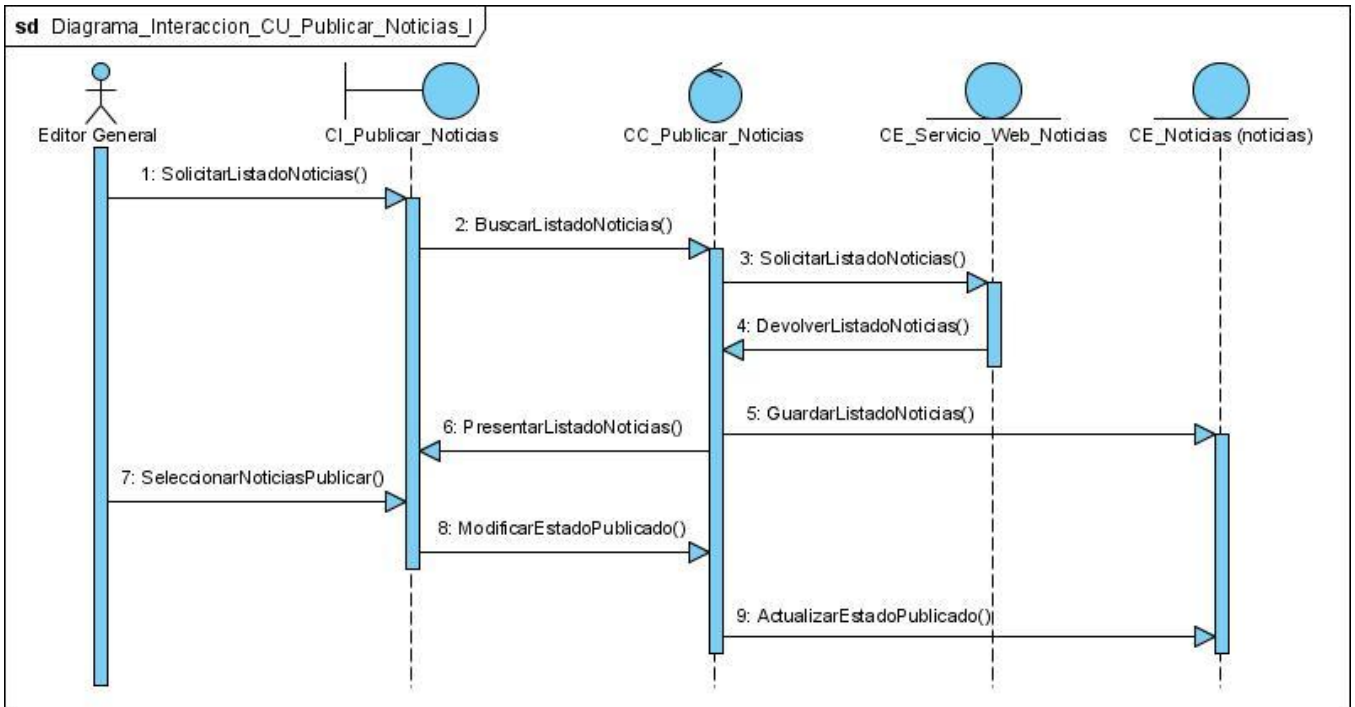 sd Diagrama_Interaccion_CU_Publicar_Noticias_I
Editor General
CI_Publicar_Noticias
CC_Publicar_Noticias
CE_Servicio_Web_Noticias
CE_Noticias (noticias)
1: SolicitarListadoNoticias()
2: BuscarListadoNoticias()
3: SolicitarListadoNoticias()
4: DevolverListadoNoticias()
5: GuardarListadoNoticias()
6: PresentarListadoNoticias()
7: SeleccionarNoticiasPublicar()
8: ModificarEstadoPublicado()
9: ActualizarEstadoPublicado()